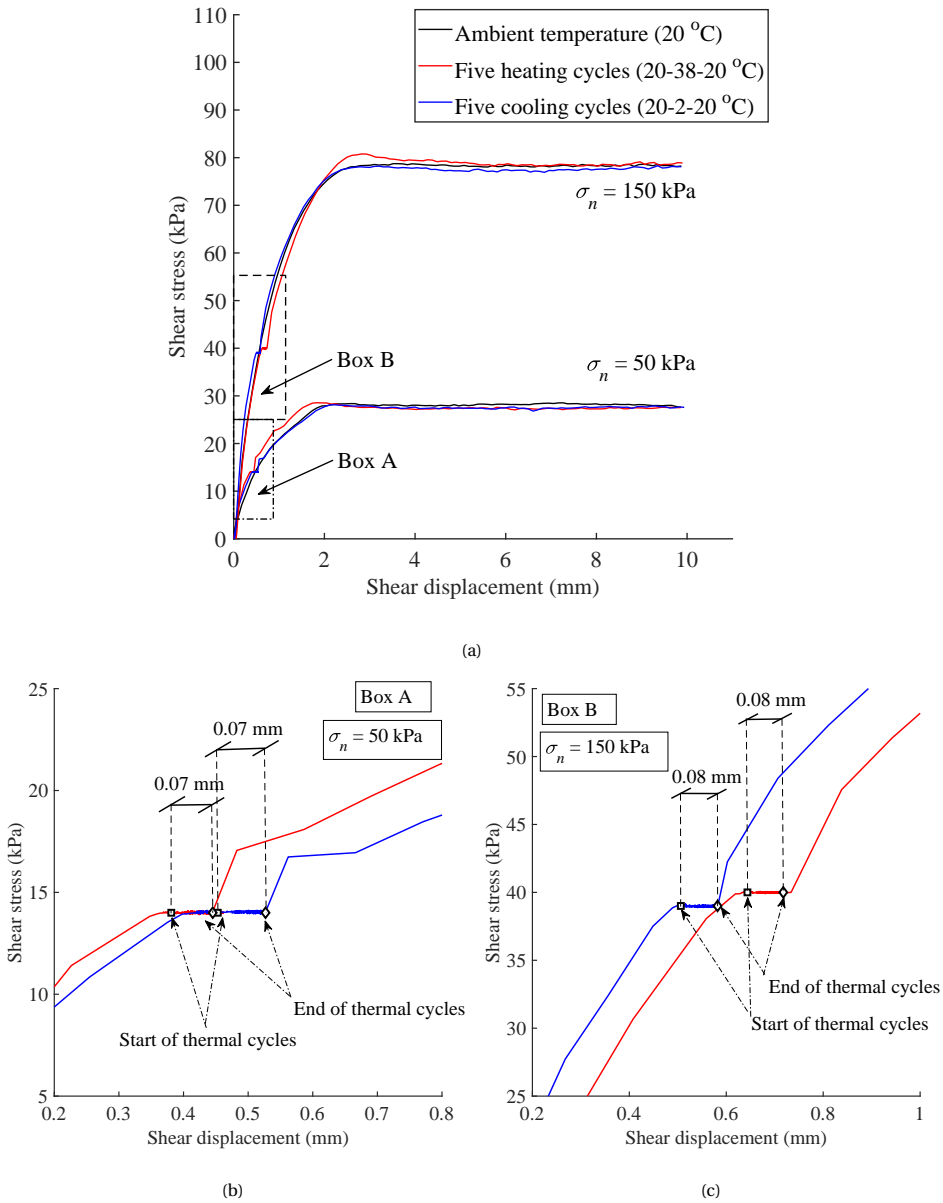 110
100
90
80
70
60
50
40
30
20
10
0
Shear stress (kPa)
Ambient temperature (20 °C)
Five heating cycles (20-38-20 °C)
Five cooling cycles (20-2-20 °C)
σn = 150 kPa
Box B
σn = 50 kPa
Box A
0 2 4 6 8 10
Shear displacement (mm)
(a)
25
20
15
10
5
Shear stress (kPa)
Box A
σn = 50 kPa
0.07 mm
0.07 mm
End of thermal cycles
Start of thermal cycles
0.2 0.3 0.4 0.5 0.6 0.7 0.8
Shear displacement (mm)
(b)
55
50
45
40
35
30
25
Shear stress (kPa)
Box B
0.08 mm
σn = 150 kPa
0.08 mm
End of thermal cycles
Start of thermal cycles
0.2 0.4 0.6 0.8 1
Shear displacement (mm)
(c)